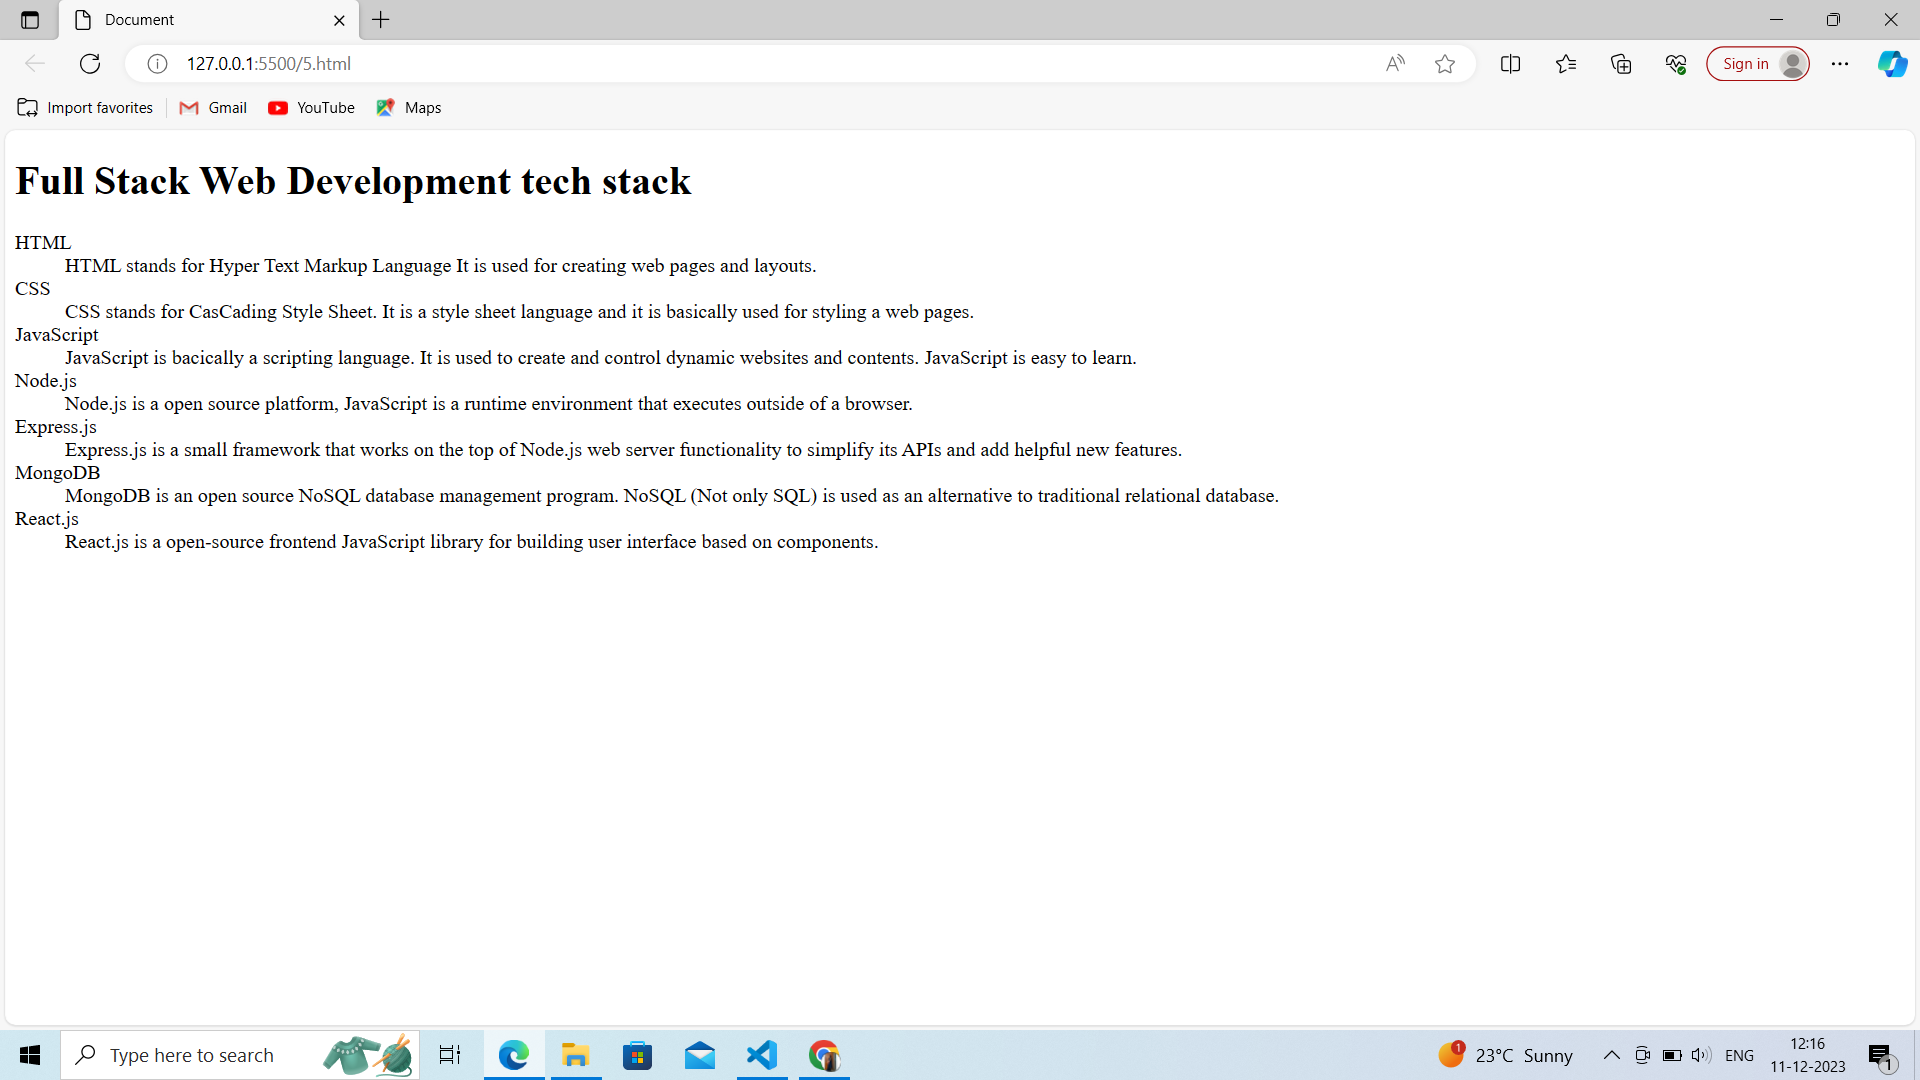 Document
127.0.0.1:5500/5.html
Sign in
Import favorites
Gmail
YouTube
Maps
Full Stack Web Development tech stack
HTML
HTML stands for Hyper Text Markup Language It is used for creating web pages and layouts.
CSS
CSS stands for CasCading Style Sheet. It is a style sheet language and it is basically used for styling a web pages.
JavaScript
JavaScript is bacically a scripting language. It is used to create and control dynamic websites and contents. JavaScript is easy to learn.
Node.js
Node.js is a open source platform, JavaScript is a runtime environment that executes outside of a browser.
Express.js
Express.js is a small framework that works on the top of Node.js web server functionality to simplify its APIs and add helpful new features.
MongoDB
MongoDB is an open source NoSQL database management program. NoSQL (Not only SQL) is used as an alternative to traditional relational database.
React.js
React.js is a open-source frontend JavaScript library for building user interface based on components.
Type here to search
1
23°C Sunny
ENG
12:16
11-12-2023
1